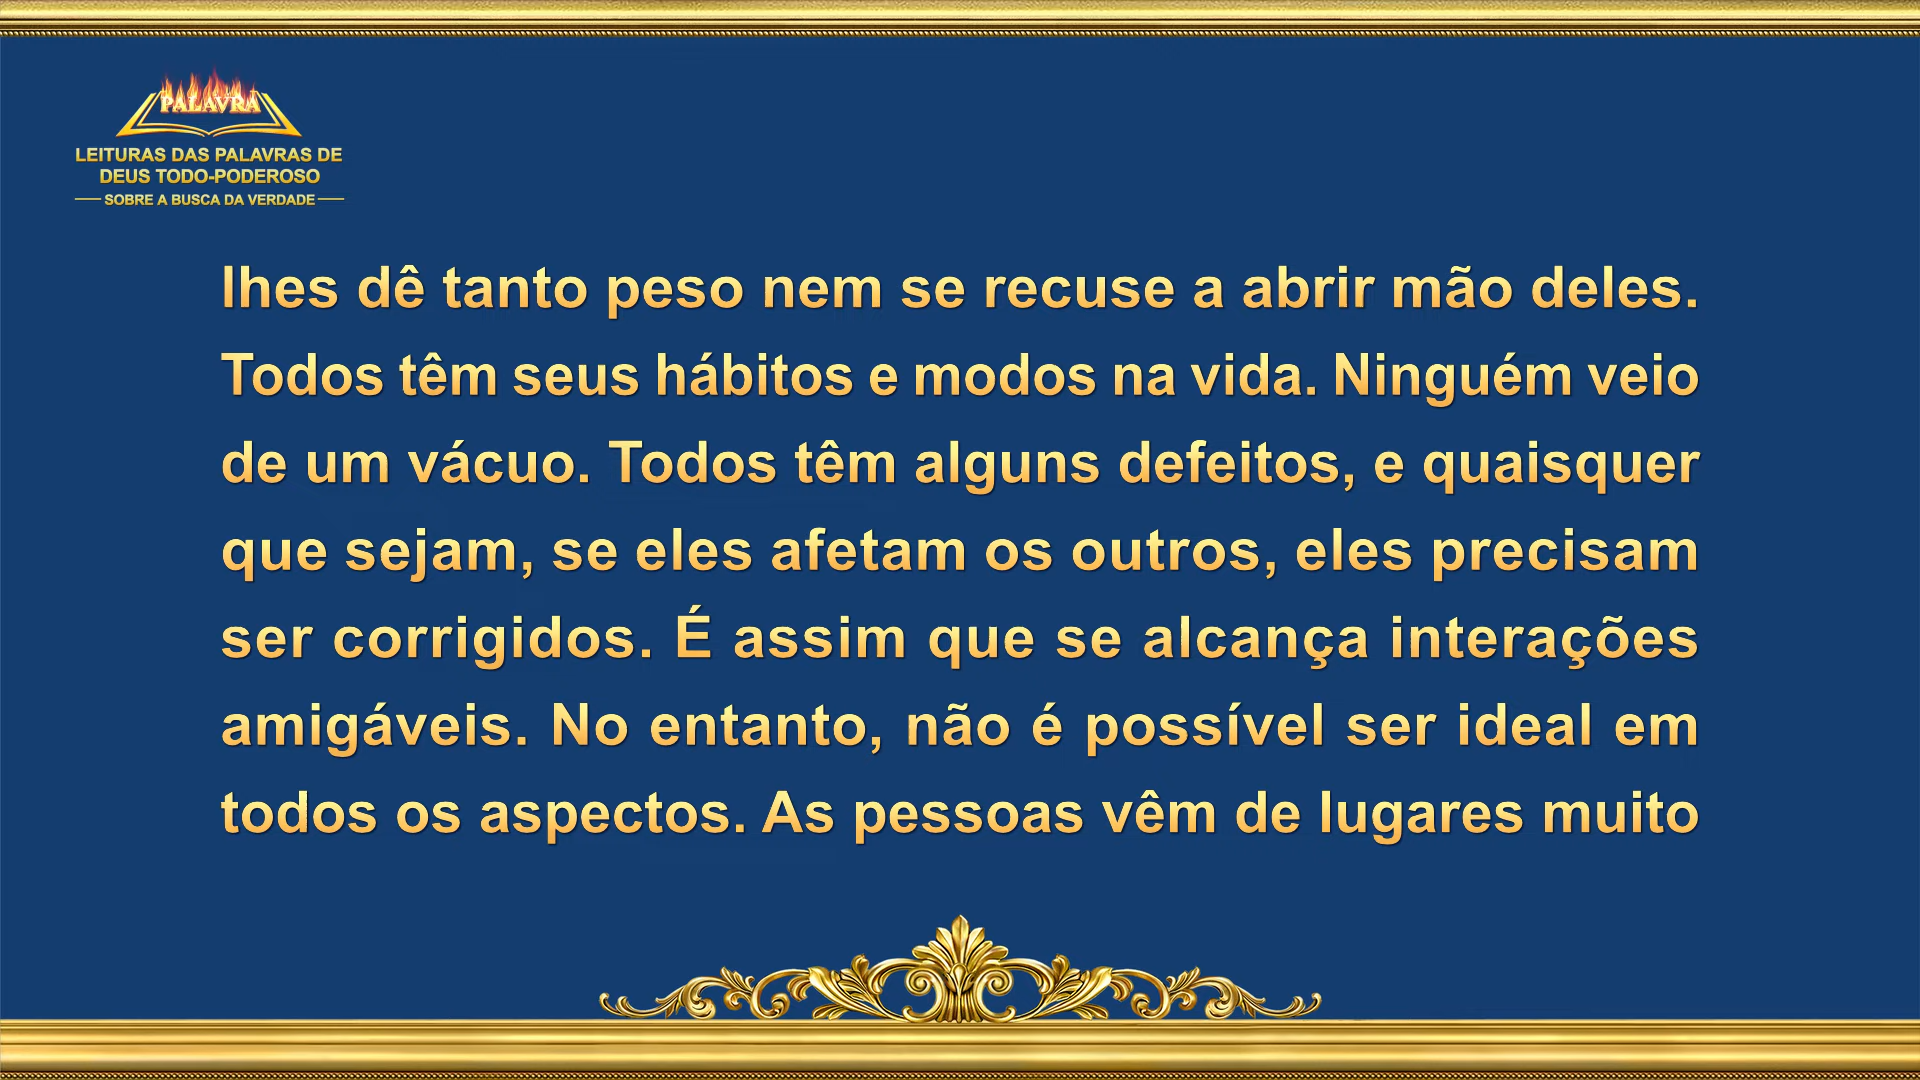 PALAVRA
LEITURAS DAS PALAVRAS DE
DEUS TODO-PODEROSO
SOBRE A BUSCA DA VERDADE
lhes dê tanto peso nem se recuse a abrir mão deles.
Todos têm seus hábitos e modos na vida. Ninguém veio
de um vácuo. Todos têm alguns defeitos, e quaisquer
que sejam, se eles afetam os outros, eles precisam
ser corrigidos. É assim que se alcança interações
amigáveis. No entanto, não é possível ser ideal em
todos os aspectos. As pessoas vêm de lugares muito